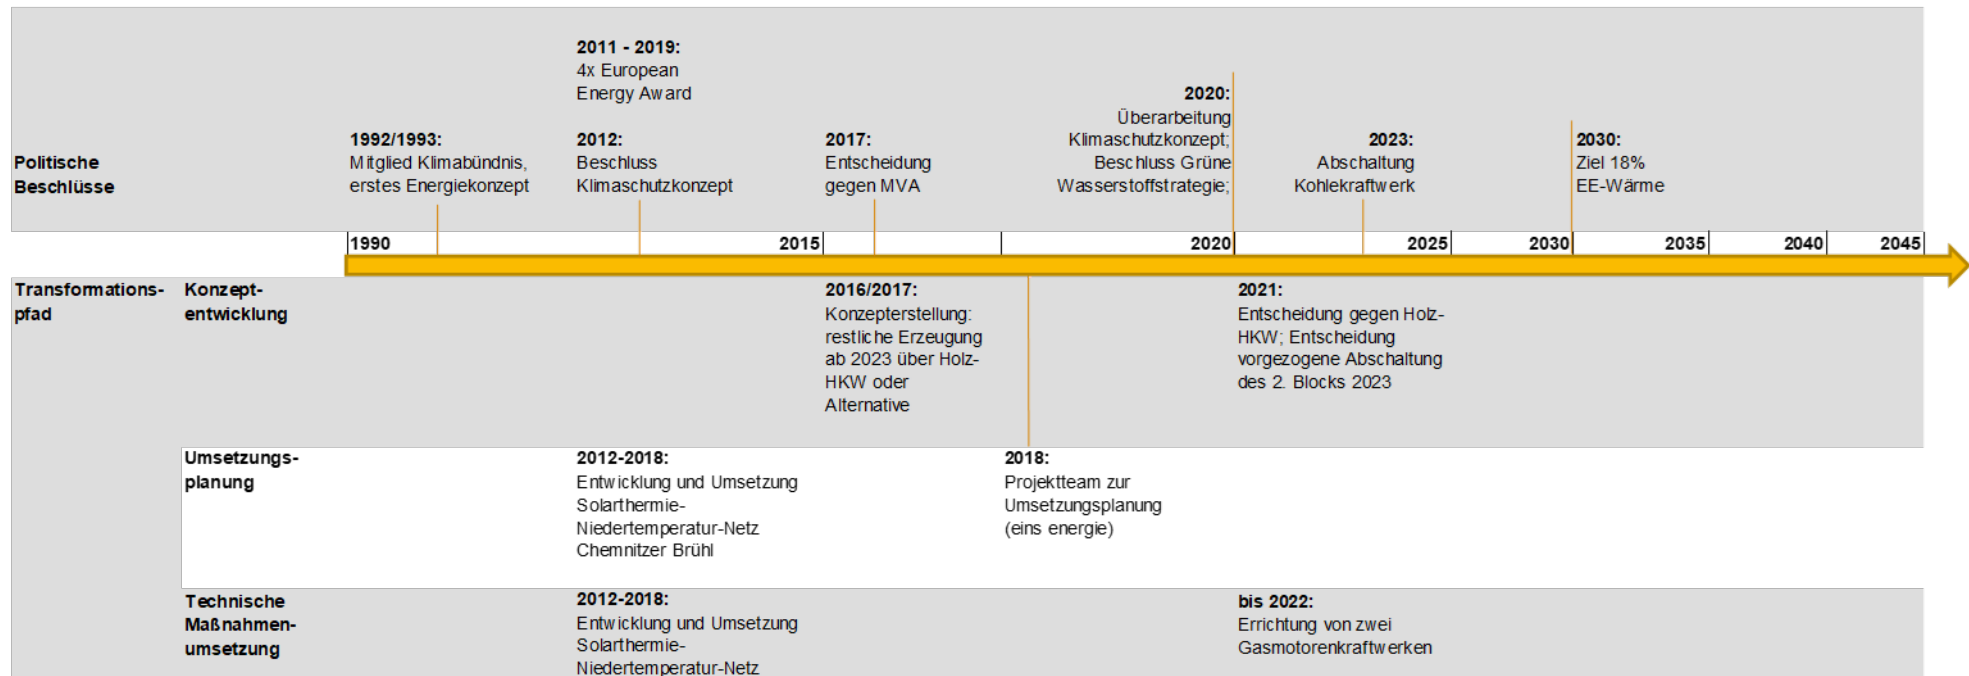 2011 - 2019:
4x European
Energy Award
Politische
Beschlüsse
1992/1993:
Mitglied Klimabündnis,
erstes Energiekonzept
2012:
Beschluss
Klimaschutzkonzept
2017:
Entscheidung
gegen MVA
2020:
Überarbeitung
Klimaschutzkonzept;
Beschluss Grüne
Wasserstoffstrategie;
2023:
Abschaltung
Kohlekraftwerk
2030:
Ziel 18%
EE-Wärme
1990 2015 2020 2025 2030 2035 2040 2045
Transformations-
pfad
Konzept-
entwicklung
2016/2017:
Konzepterstellung:
restliche Erzeugung
ab 2023 über Holz-
HKW oder
Alternative
2021:
Entscheidung gegen Holz-
HKW; Entscheidung
vorgezogene Abschaltung
des 2. Blocks 2023
Umsetzungs-
planung
2012-2018:
Entwicklung und Umsetzung
Solarthermie-
Niedertemperatur-Netz
Chemnitzer Brühl
2018:
Projektteam zur
Umsetzungsplanung
(eins energie)
Technische
Maßnahmen-
umsetzung
2012-2018:
Entwicklung und Umsetzung
Solarthermie-
Niedertemperatur-Netz
bis 2022:
Errichtung von zwei
Gasmotorenkraftwerken